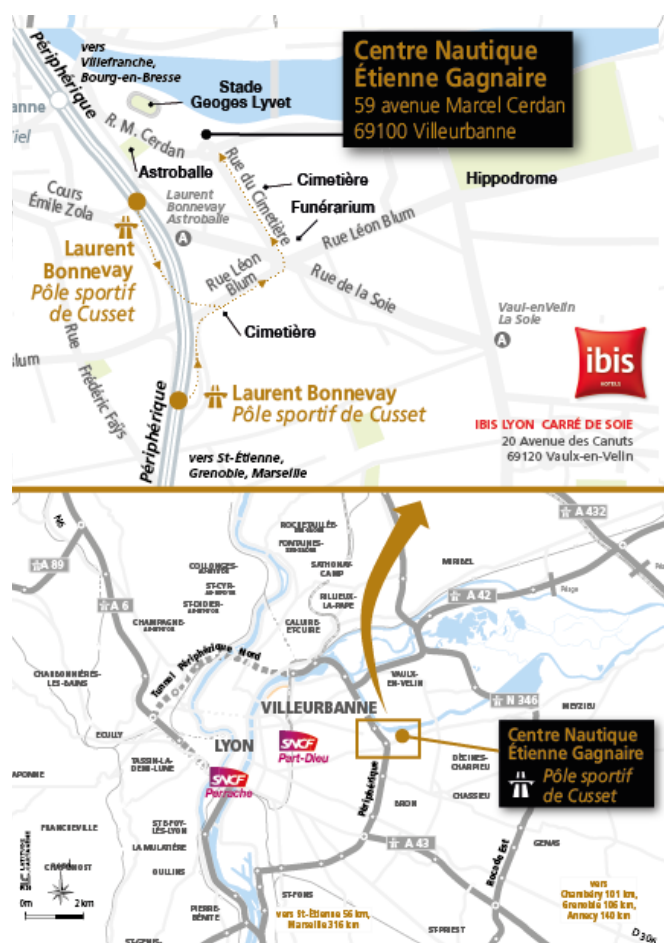 vers
Villefranche,
Bourg-en-Bresse
Périphérique
Stade
Geoges Lyvet
Centre Nautique
Étienne Gagnaire
59 avenue Marcel Cerdan
69100 Villeurbanne
R. M. Cerdan
Astroballe
Cimetière
Hippodrome
Cours
Émile Zola
Laurent
Bonnevay
Astroballe
A
Rue du Cimetière
Funérarium
Rue Léon Blum
Laurent
Bonnevay
Pôle sportif
de Cusset
Rue Léon
Blum
Rue de la Soie
Cimetière
Vaul-enVelin
La Soie
A
Rue
Frédéric Faÿs
ibis
HOTELS
Laurent Bonnevay
Pôle sportif de Cusset
IBIS LYON CARRÉ DE SOIE
20 Avenue des Canuts
69120 Vaulx-en-Velin
Périphérique
vers St-Étienne,
Grenoble, Marseille
N6
A 432
A 89
A 6
A 42
ROCHETAILLÉE-
FONTAINES-
COLLONGES-
SATHONAY-
CAMP
MIRIBEL
ST-CYR-
ST-DIDIER-
RILLIEUX-
LA-PAPE
CHAMPAGNE-
CALUIRE-
ET-CUIRE
Tunnel Périphérique Nord
CHARBONNIÈRES-
LES-BAINS
VAULX-
EN-VELIN
N 346
MEYZIEU
VILLEURBANNE
ECULLY
LYON
SNCF
Part-Dieu
Centre Nautique
Étienne Gagnaire
Pôle sportif
de Cusset
TASSIN-LA-
DEMI-LUNE
SNCF
Perrache
DÉCINES-
CHARPIEU
Périphérique
BRON
CHASSIEU
STE-FOY-
LÈS-LYON
FRANCHEVILLE
LA MULATIÈRE
A 43
GENAS
Rocade Est
OULLINS
0m
2 km
PIERRE-
BÉNITE
ST-FONS
vers St-Étienne 56 km,
Marseille 316 km
vers
Chambéry 101 km,
Grenoble 106 km,
Annecy 140 km
ST-PRIEST
ST-GENIS-
D 306